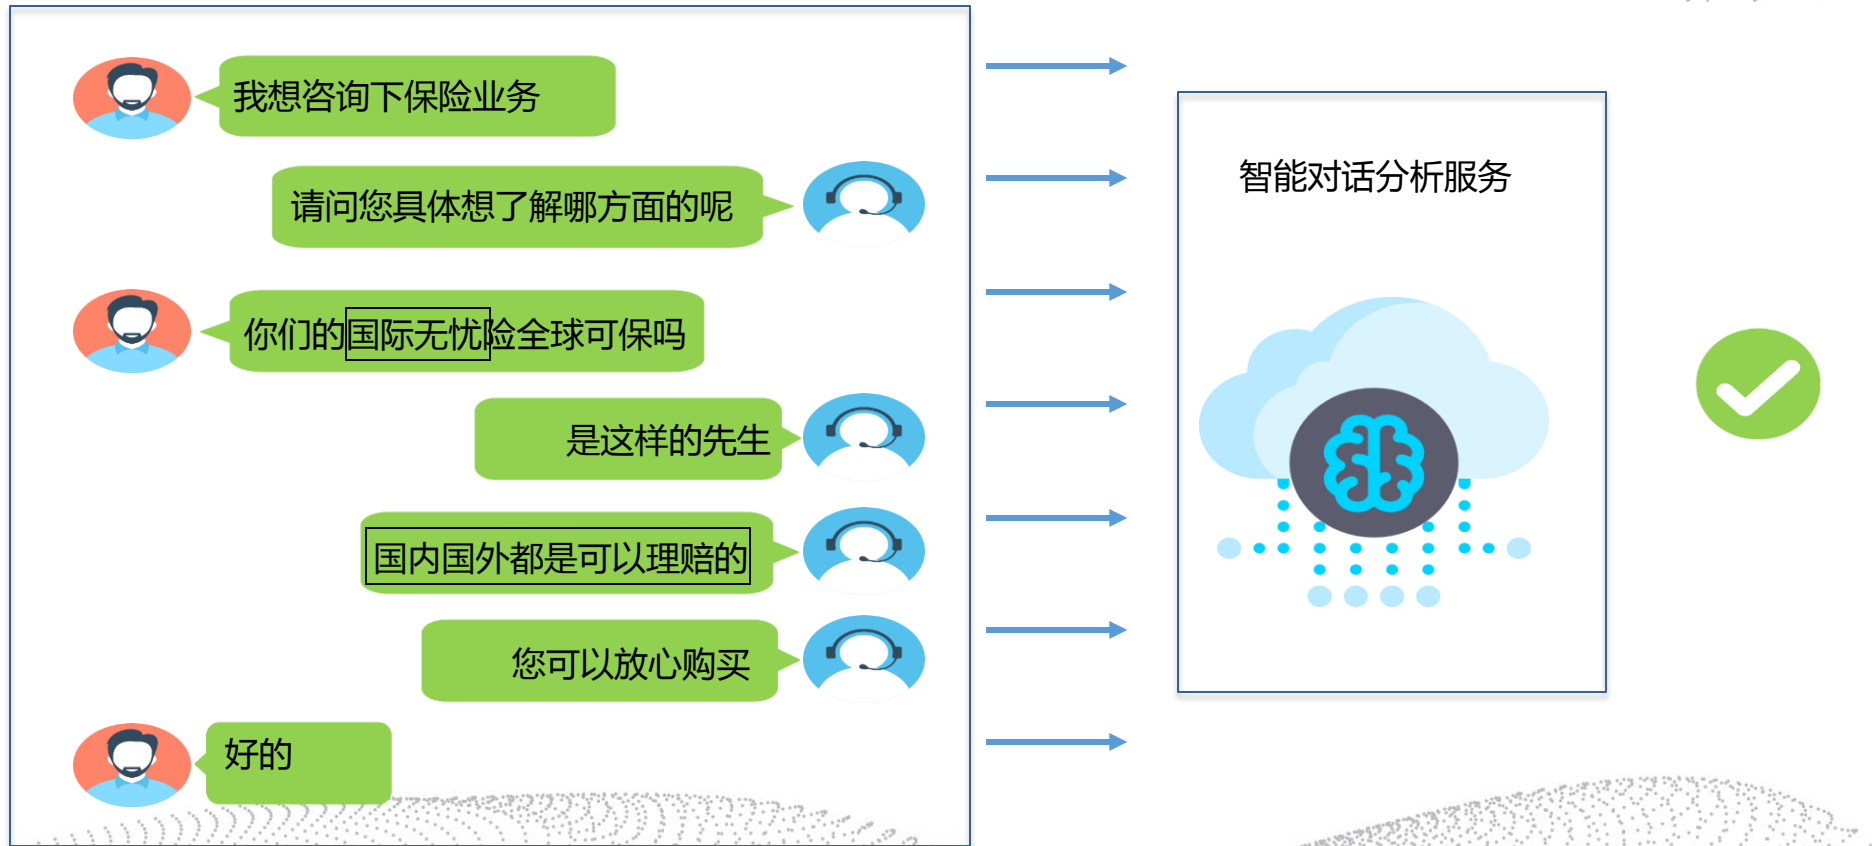 我想咨询下保险业务
请问您具体想了解哪方面的呢
你们的国际无忧险全球可保吗
是这样的先生
国内国外都是可以理赔的
您可以放心购买
好的
智能对话分析服务